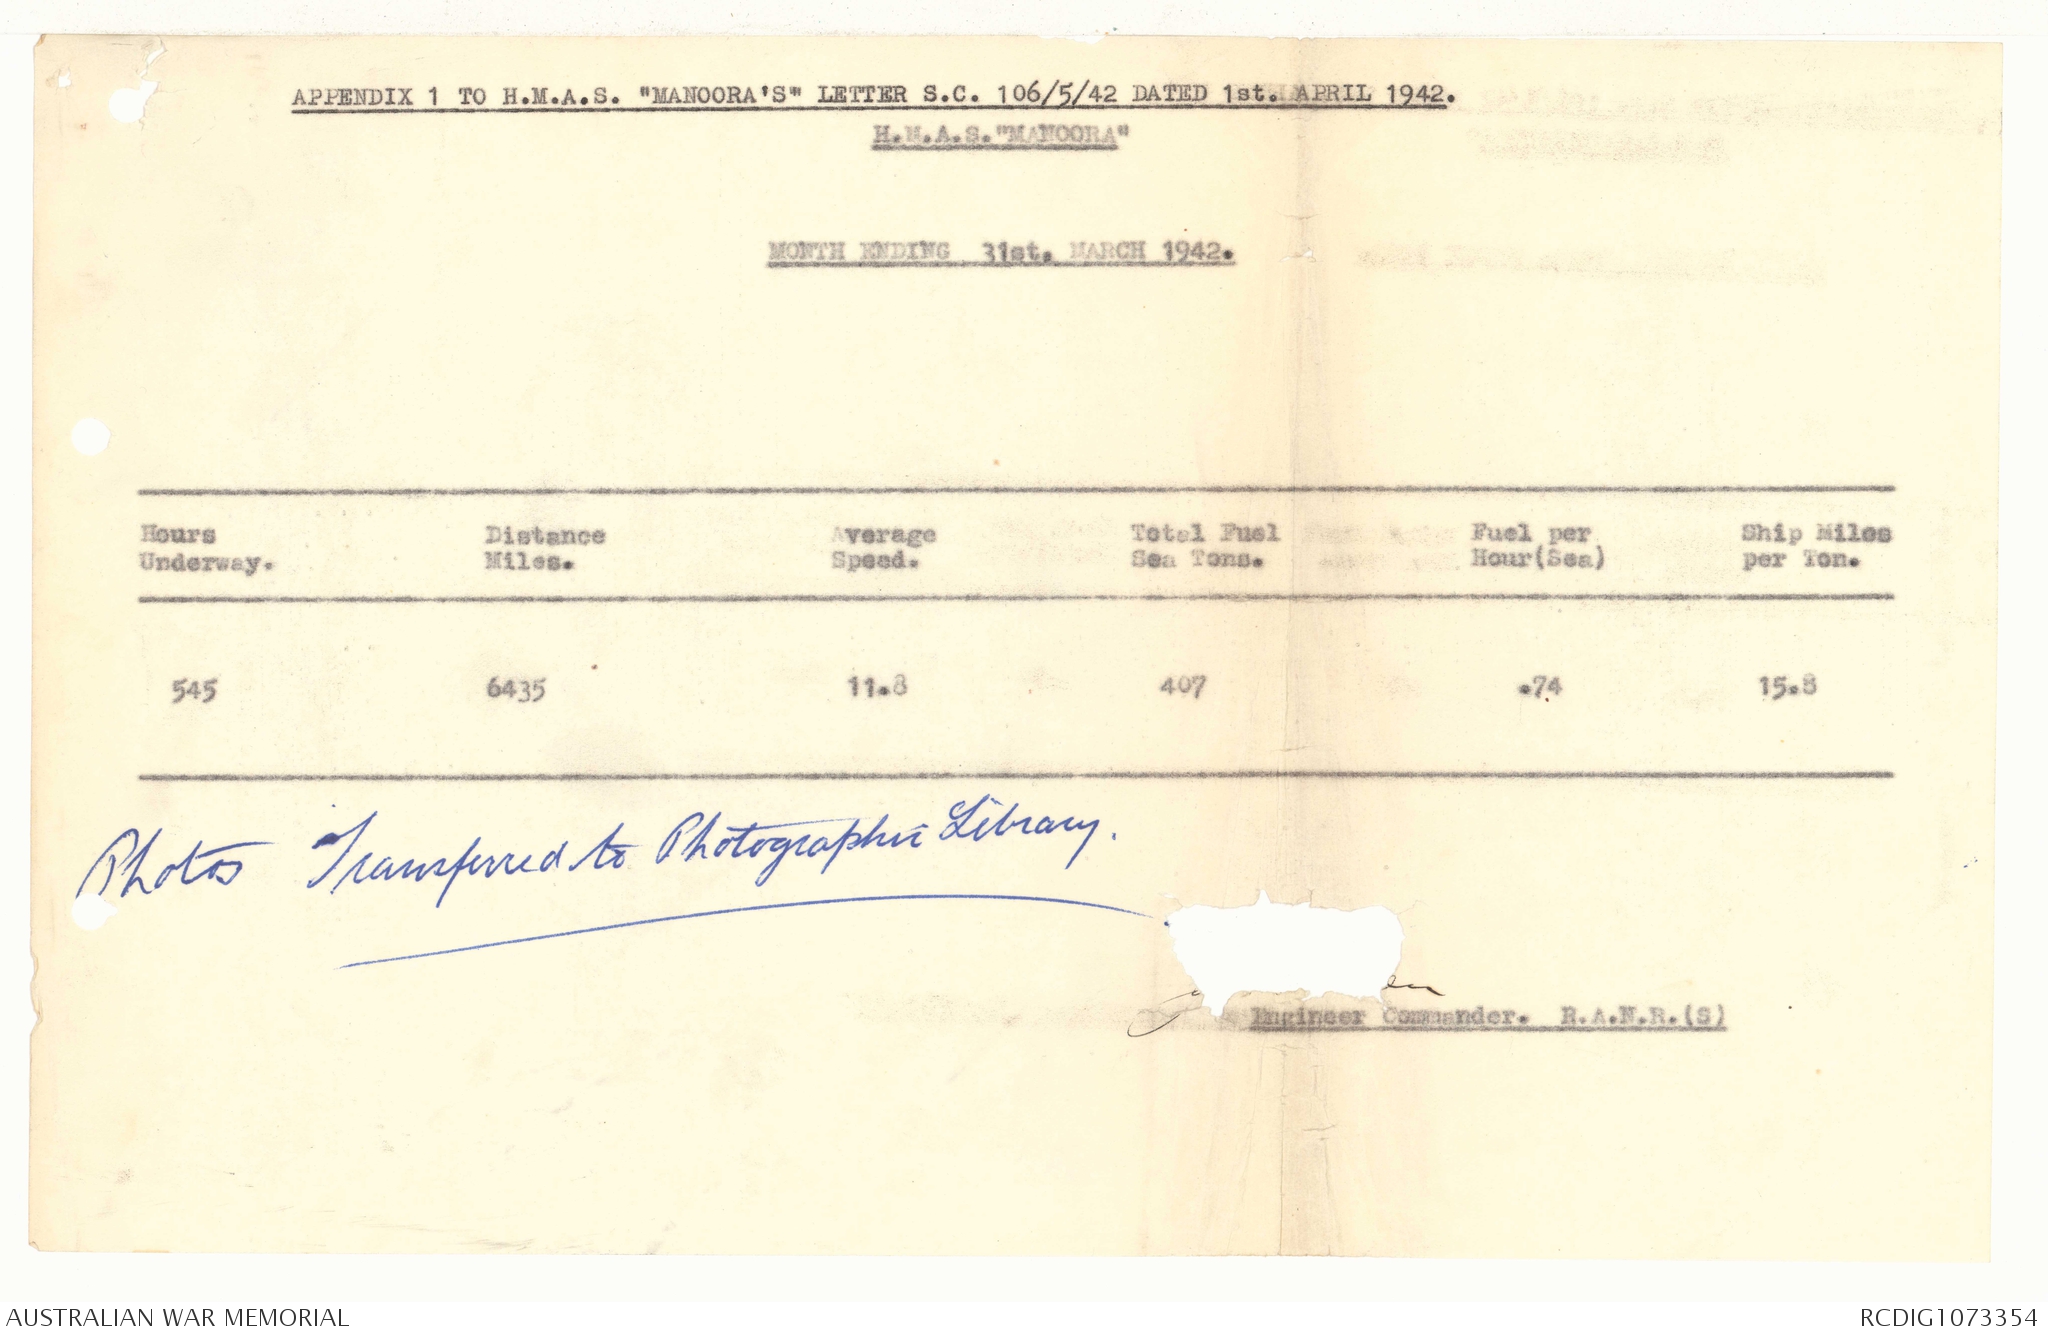 APPENDIX 1 TO H.M.A.S. "MANOORA'S" LETTER S.C. 106/5/42 DATED 1st. APRIL 1942.
H.M.A.S."MANOORA"
MONTH ENDING 31st. MARCH 1942.
Hours Distance Average Total Fuel Fuel per Ship Miles
Underway. Miles. Speed. Sea Tons. Hour(Sea) per Ton.
545 6435 11.8 407 .74 15.8
Photos Transferred to Photographic Library.
Engineer Commander. R.A.N.R.(S)
AUSTRALIAN WAR MEMORIAL
RCDIG1073354